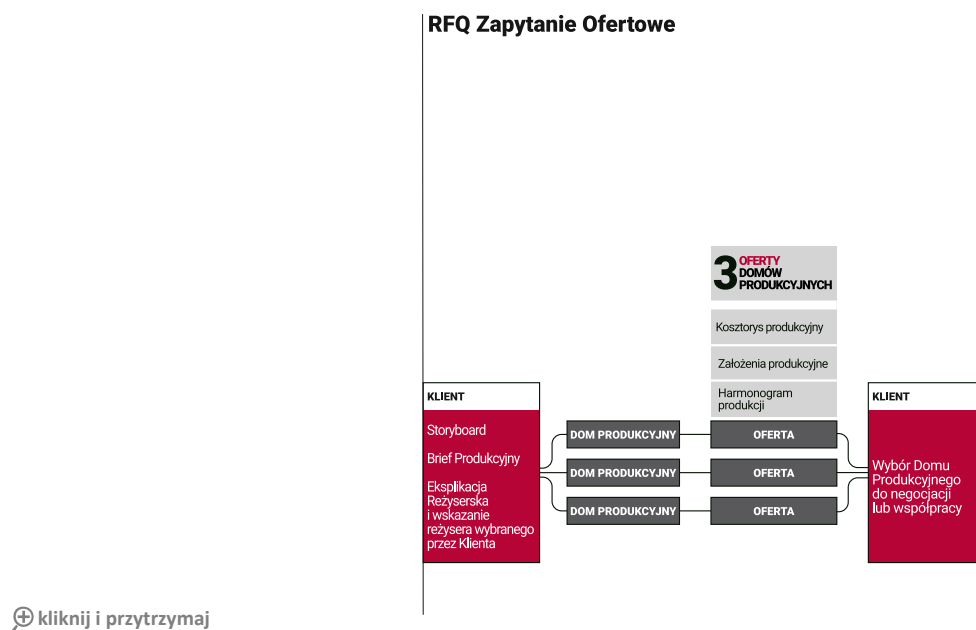 RFQ Zapytanie Ofertowe
3 OFERTY
DOMÓW
PRODUKCYJNYCH
Kosztorys produkcyjny
Założenia produkcyjne
Harmonogram
produkcji
KLIENT
Storyboard
Brief Produkcyjny
Eksplikacja
Reżyserska
i wskazanie
reżysera wybranego
przez Klienta
DOM PRODUKCYJNY
OFERTA
DOM PRODUKCYJNY
OFERTA
DOM PRODUKCYJNY
OFERTA
KLIENT
Wybór Domu
Produkcyjnego
do negocjacji
lub współpracy
kliknij i przytrzymaj